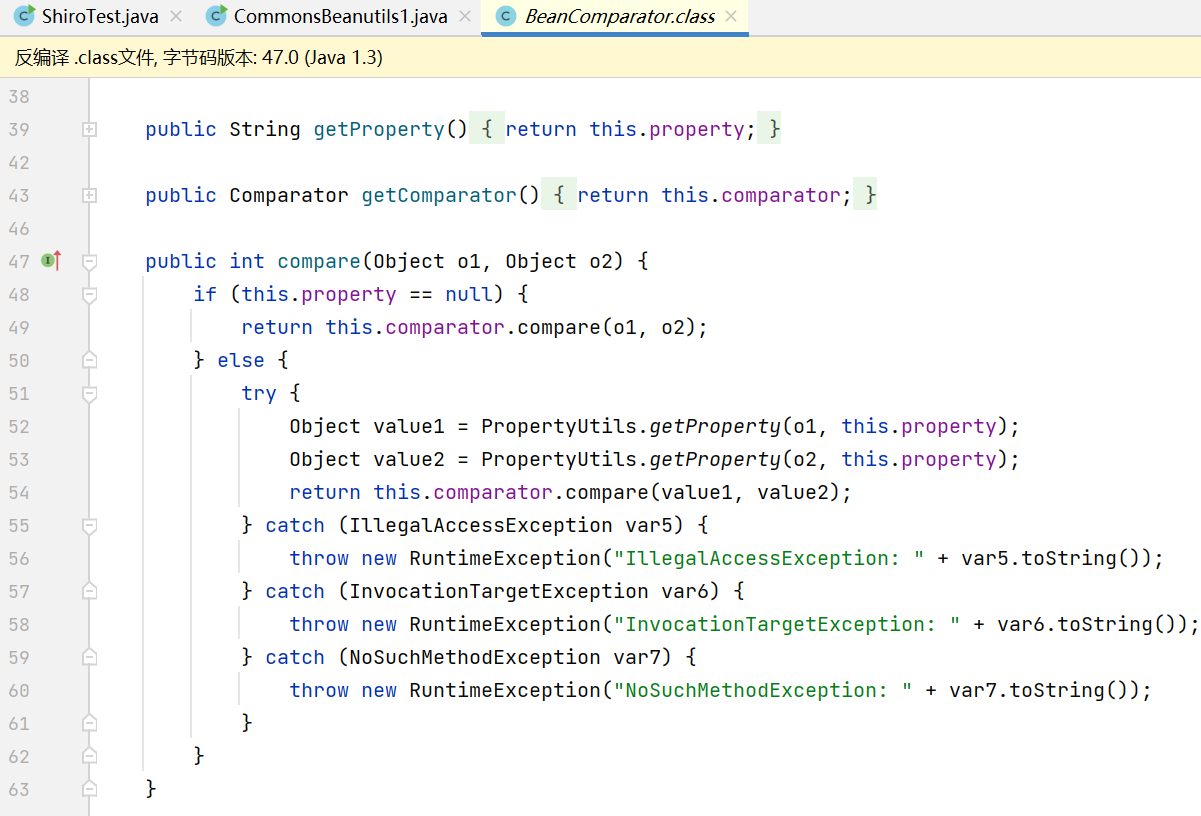 ShiroTest.java CommonsBeanutils1.java BeanComparator.class
反编译 .class文件, 字节码版本: 47.0 (Java 1.3)
38
39 public String getProperty() { return this.property; }
42
43 public Comparator getComparator() { return this.comparator; }
46
47 public int compare(Object o1, Object o2) {
48 if (this.property == null) {
49 return this.comparator.compare(o1, o2);
50 } else {
51 try {
52 Object value1 = PropertyUtils.getProperty(o1, this.property);
53 Object value2 = PropertyUtils.getProperty(o2, this.property);
54 return this.comparator.compare(value1, value2);
55 } catch (IllegalAccessException var5) {
56 throw new RuntimeException("IllegalAccessException: " + var5.toString());
57 } catch (InvocationTargetException var6) {
58 throw new RuntimeException("InvocationTargetException: " + var6.toString());
59 } catch (NoSuchMethodException var7) {
60 throw new RuntimeException("NoSuchMethodException: " + var7.toString());
61 }
62 }
63 }